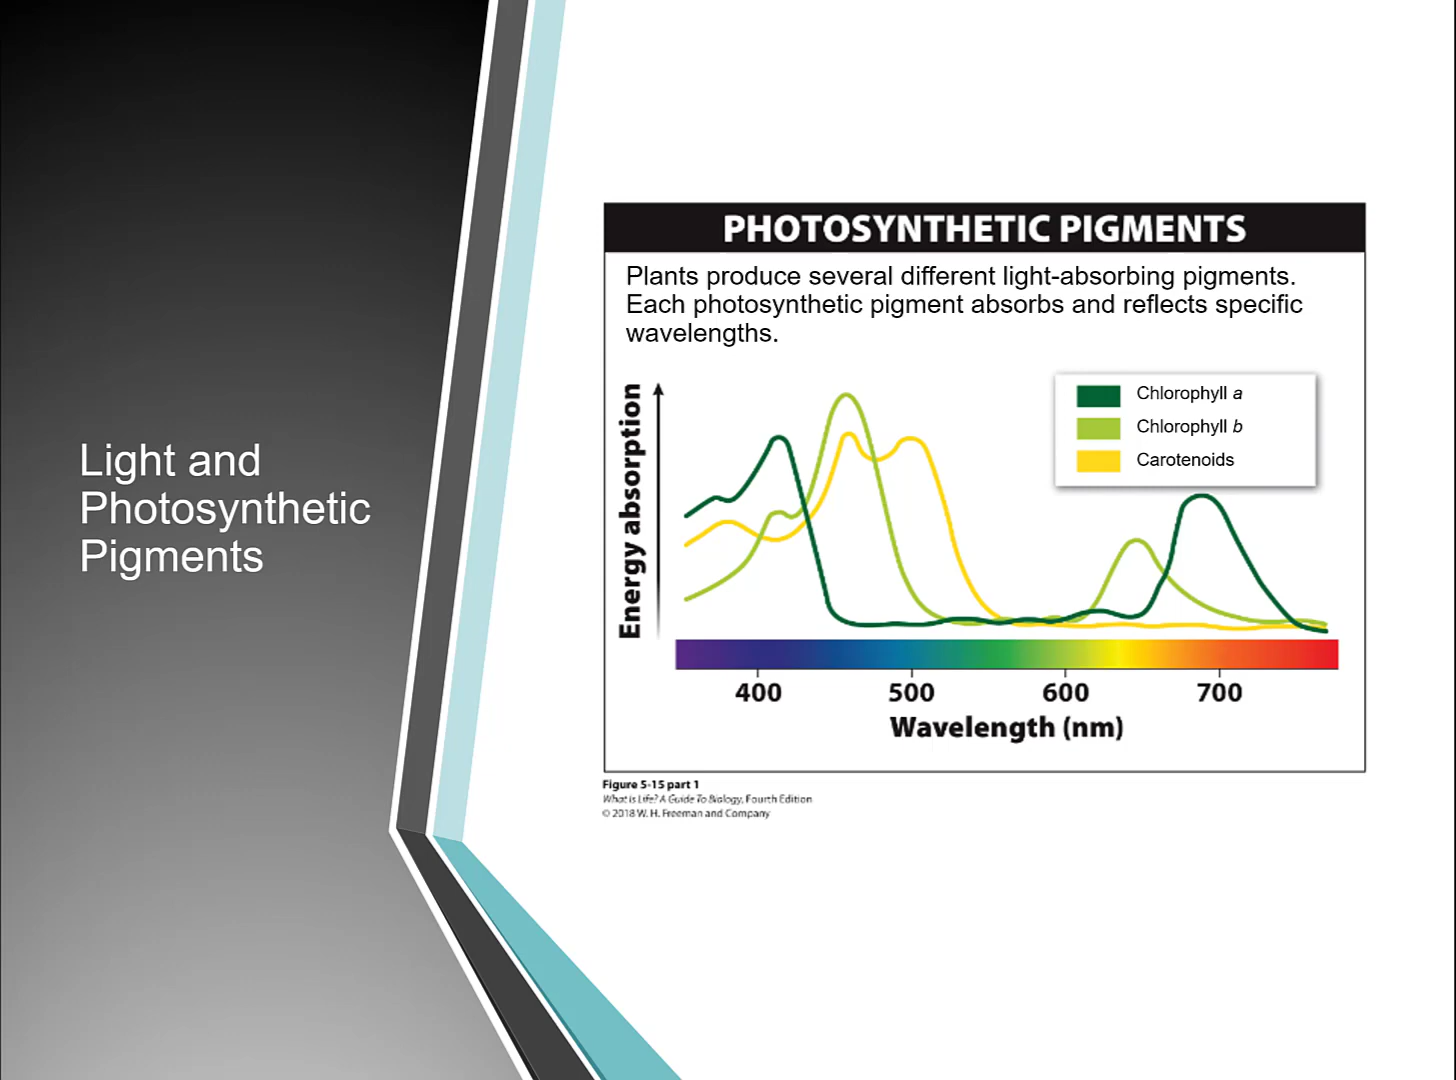 Light and
Photosynthetic
Pigments
PHOTOSYNTHETIC PIGMENTS
Plants produce several different light-absorbing pigments.
Each photosynthetic pigment absorbs and reflects specific
wavelengths.
Energy absorption
Chlorophyll a
Chlorophyll b
Carotenoids
400 500 600 700
Wavelength (nm)
Figure 5-15 part 1
What Is Life? A Guide To Biology, Fourth Edition
© 2018 W. H. Freeman and Company